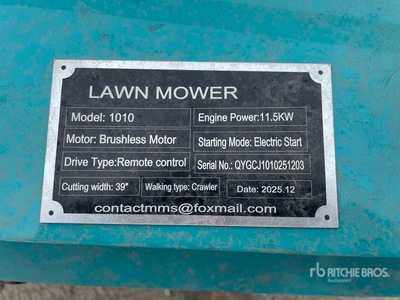 LAWN MOWER
Model: 1010
Engine Power:11.5KW
Motor: Brushless Motor
Starting Mode: Electric Start
Drive Type:Remote control
Serial No.: QYGCJ1010251203
Cutting width: 39"
Walking type: Crawler
Date: 2025.12
contactmms@foxmail.com
rb RITCHIE BROS.
Auctioneers